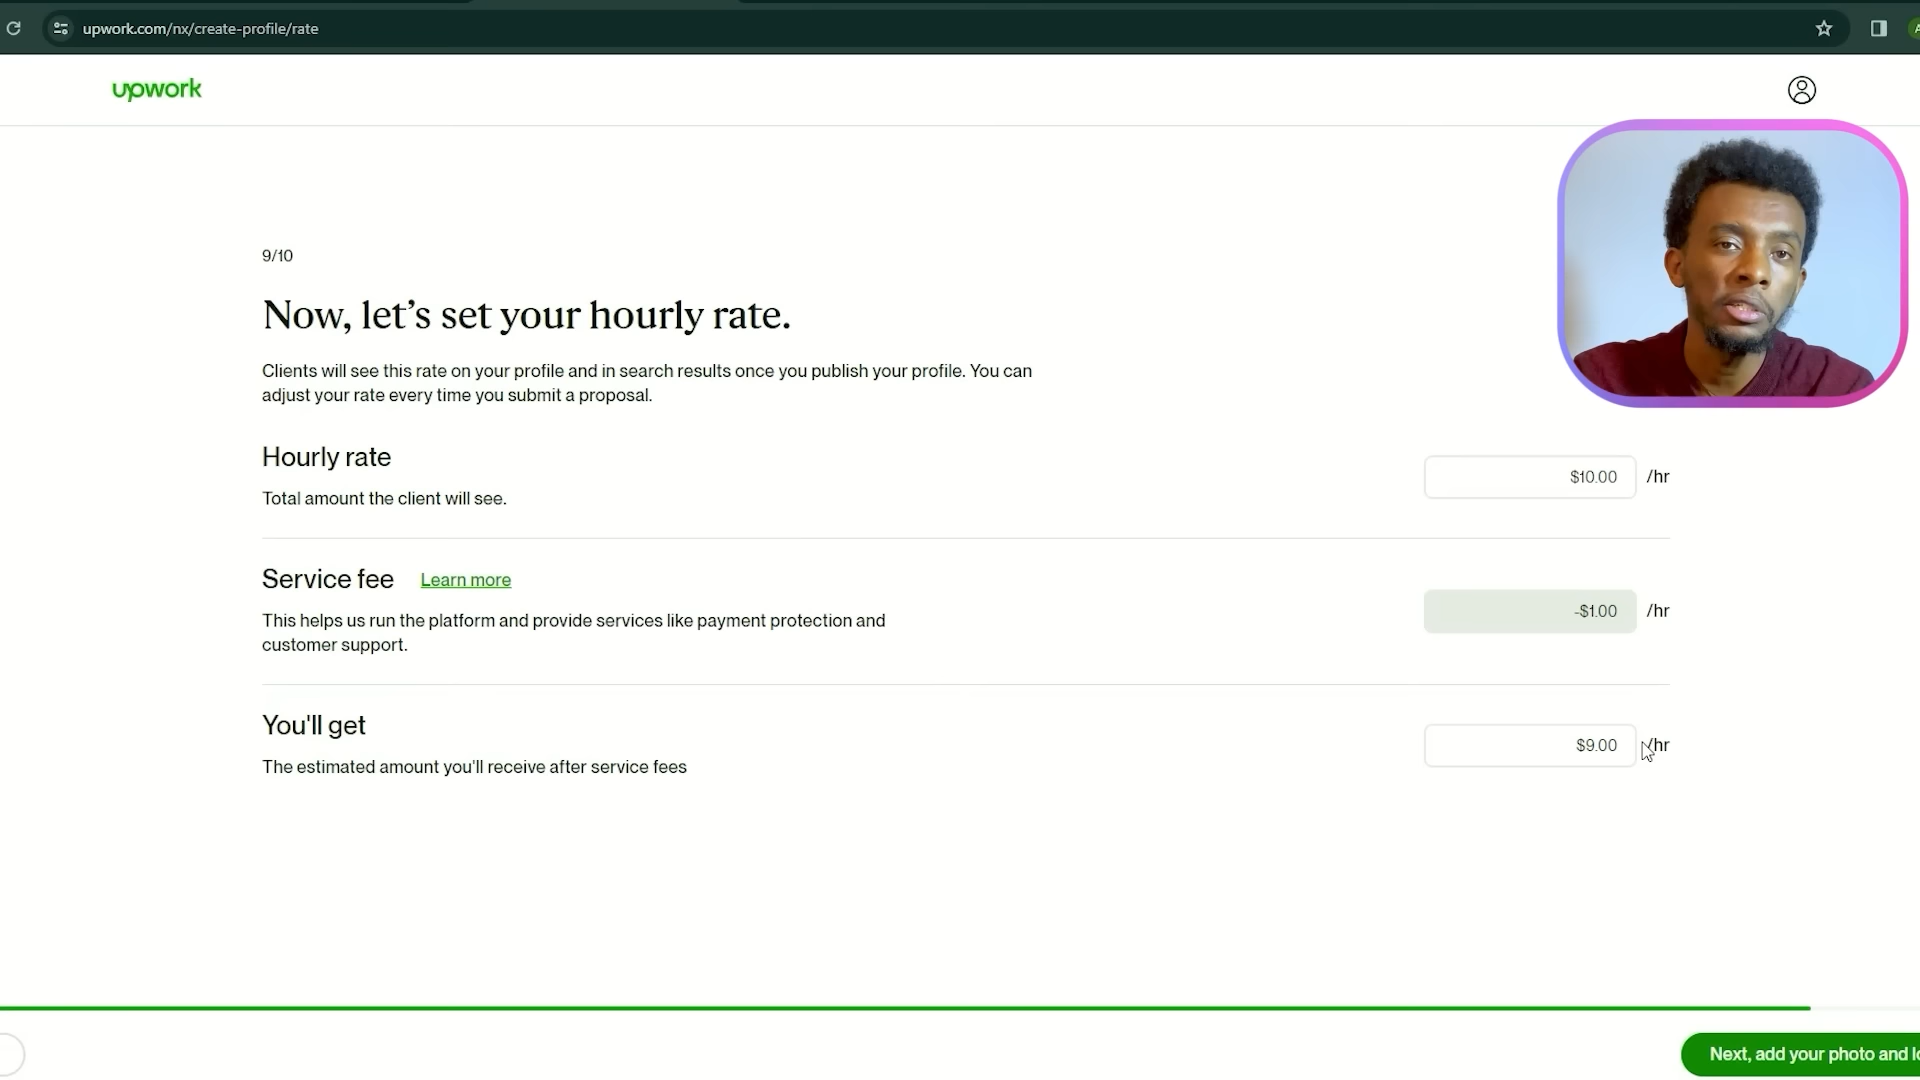 upwork.com/nx/create-profile/rate
upwork
9/10
Now, let's set your hourly rate.
Clients will see this rate on your profile and in search results once you publish your profile. You can
adjust your rate every time you submit a proposal.
Hourly rate
$10.00 /hr
Total amount the client will see.
Service fee Learn more
-$1.00 /hr
This helps us run the platform and provide services like payment protection and
customer support.
You'll get
$9.00 /hr
The estimated amount you'll receive after service fees
Next, add your photo and lo